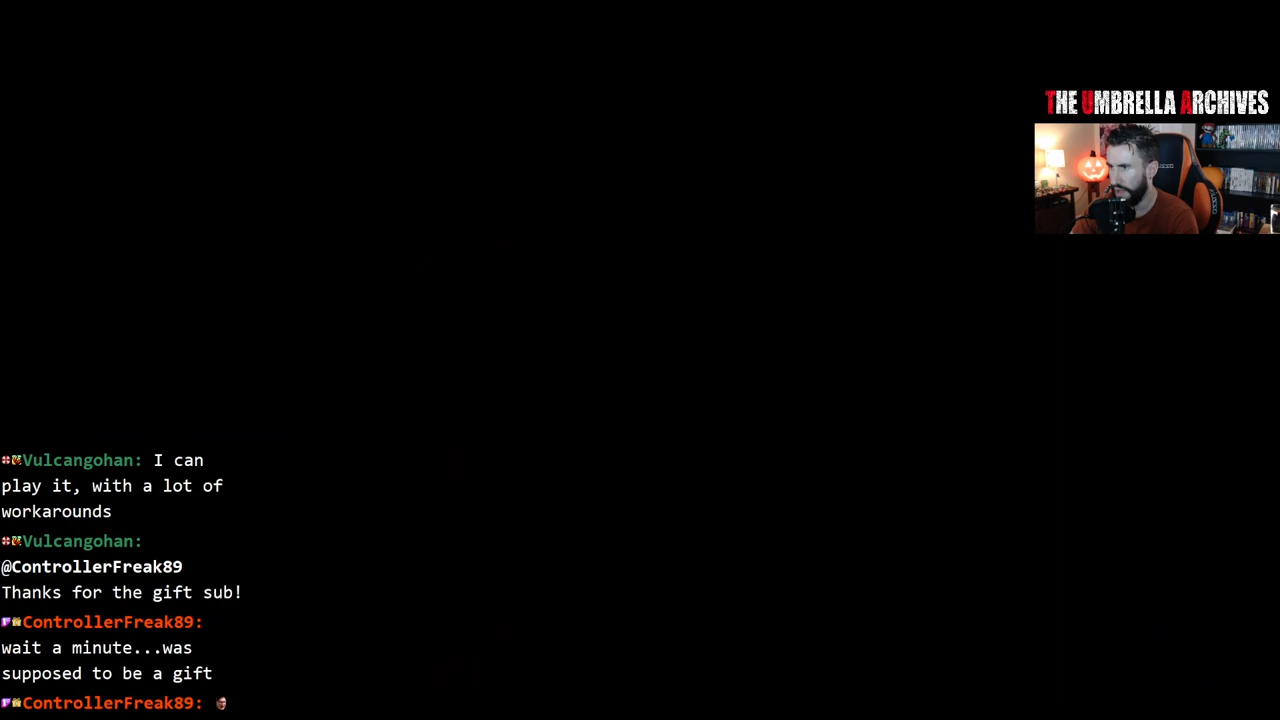 THE UMBRELLA ARCHIVES
Vulcangohan: I can
play it, with a lot of
workarounds
Vulcangohan:
@ControllerFreak89
Thanks for the gift sub!
ControllerFreak89:
wait a minute...was
supposed to be a gift
ControllerFreak89: